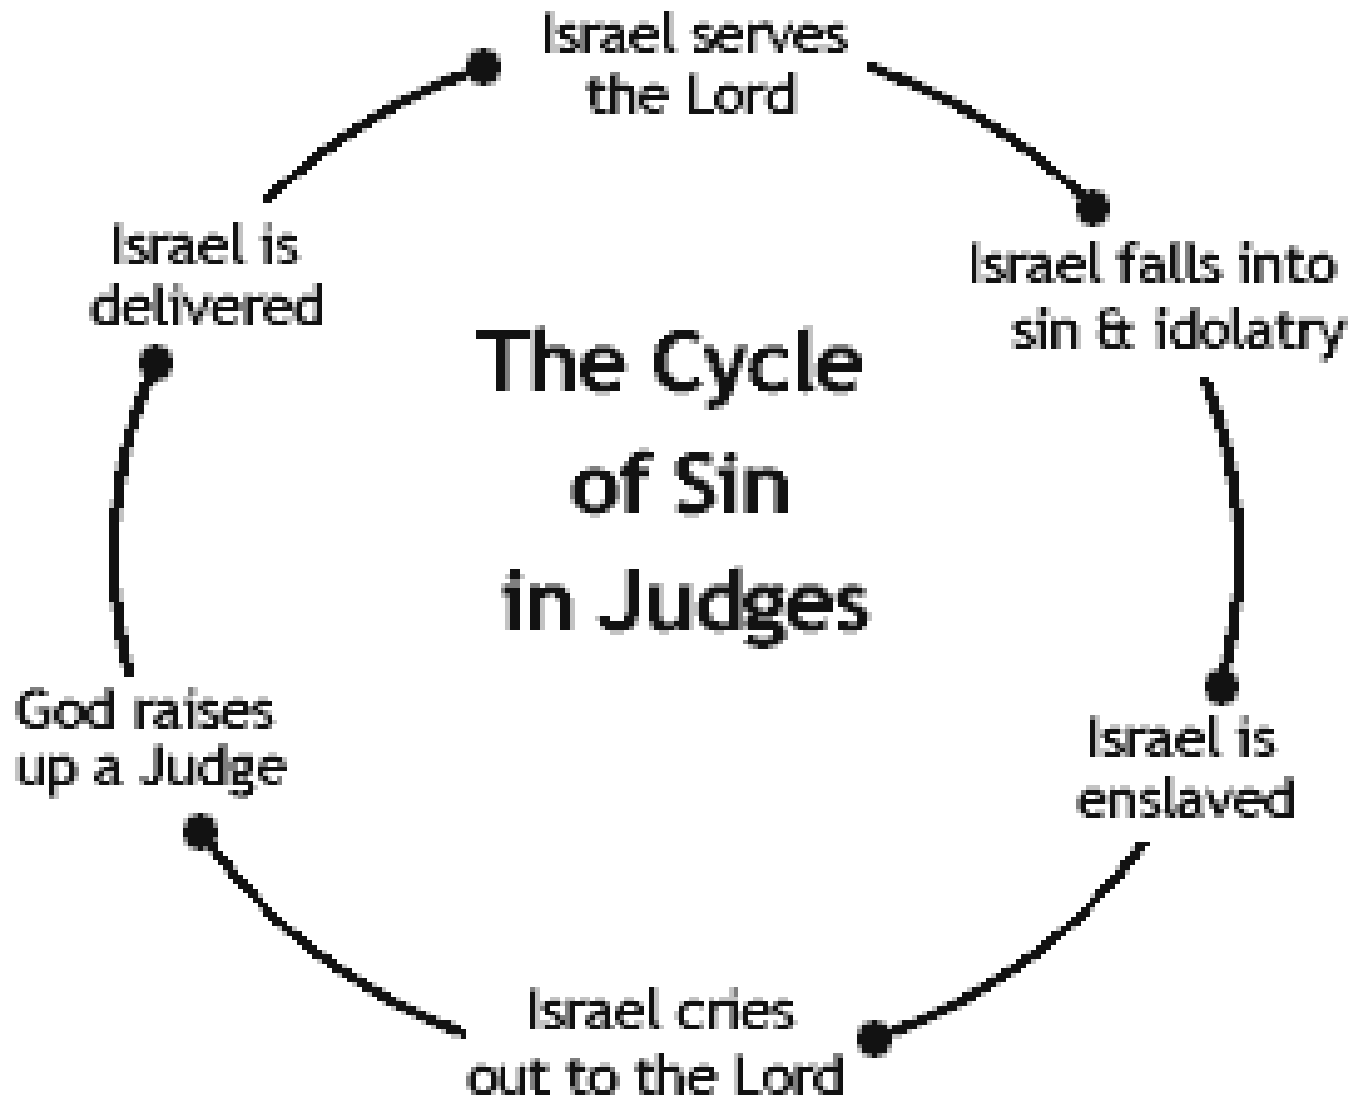 Israel serves
the Lord
Israel falls into
sin & idolatry
Israel is
enslaved
Israel cries
out to the Lord
God raises
up a Judge
Israel is
delivered
The Cycle
of Sin
in Judges